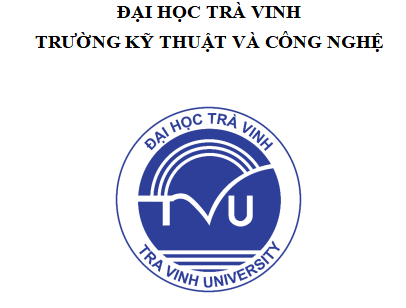 ĐẠI HỌC TRÀ VINH
TRƯỜNG KỸ THUẬT VÀ CÔNG NGHỆ
ĐẠI HỌC TRÀ VINH
TVU
TRA VINH UNIVERSITY